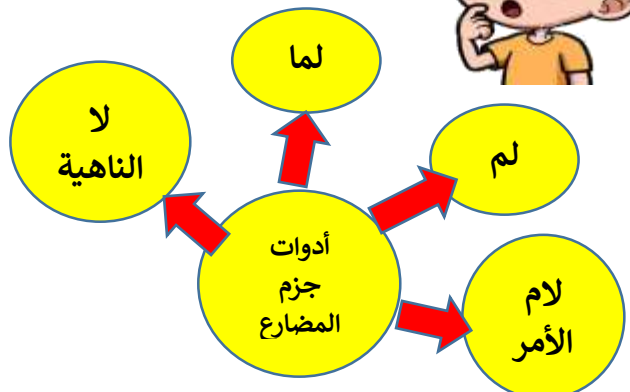 لما
لا
الناهية
لم
أدوات
جزم
المضارع
لام
الأمر